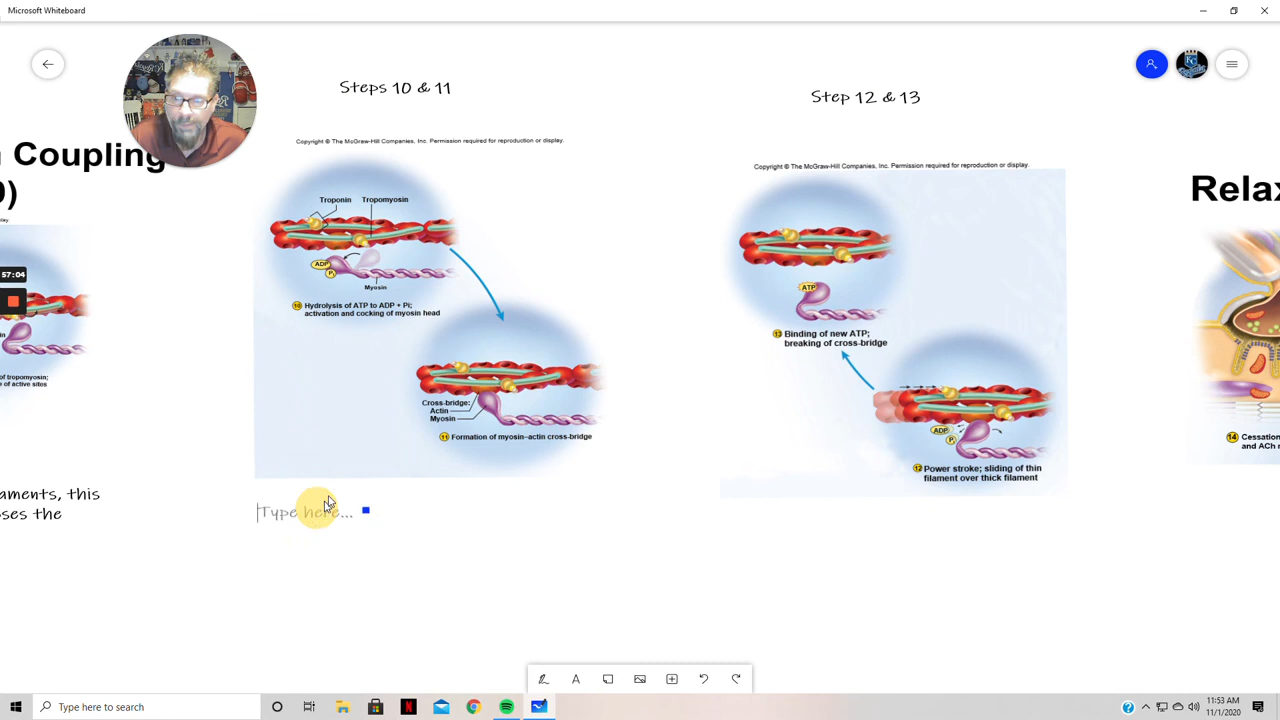 Microsoft Whiteboard
Steps 10 & 11
Step 12 & 13
Coupling
Copyright © The McGraw-Hill Companies, Inc. Permission required for reproduction or display.
Copyright © The McGraw-Hill Companies, Inc. Permission required for reproduction or display.
Troponin Tropomyosin
ADP
Pi
Myosin
10 Hydrolysis of ATP to ADP + Pi;
activation and cocking of myosin head
Cross-bridge:
Actin
Myosin
11 Formation of myosin–actin cross-bridge
ATP
13 Binding of new ATP;
breaking of cross-bridge
ADP
Pi
12 Power stroke; sliding of thin
filament over thick filament
14 Cessation
and ACh
57:04
of tropomyosin;
of active sites
this
the
Type here...
KC
Type here to search
11:53 AM
11/1/2020